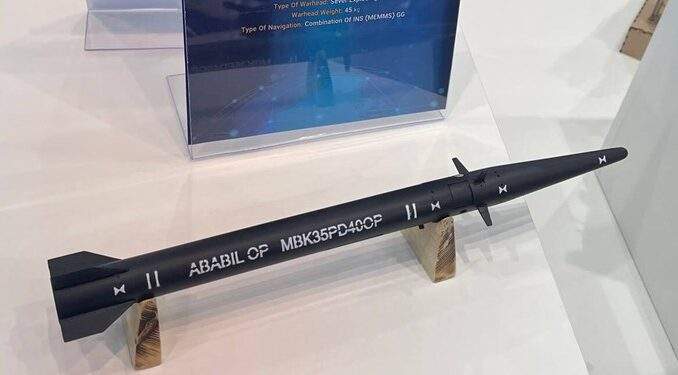 Type Of Warhead:
Warhead Weight: 45 kg
Type Of Navigation: Combination Of INS (MEMMS) GG
ABABIL OP MBK35PD40OP